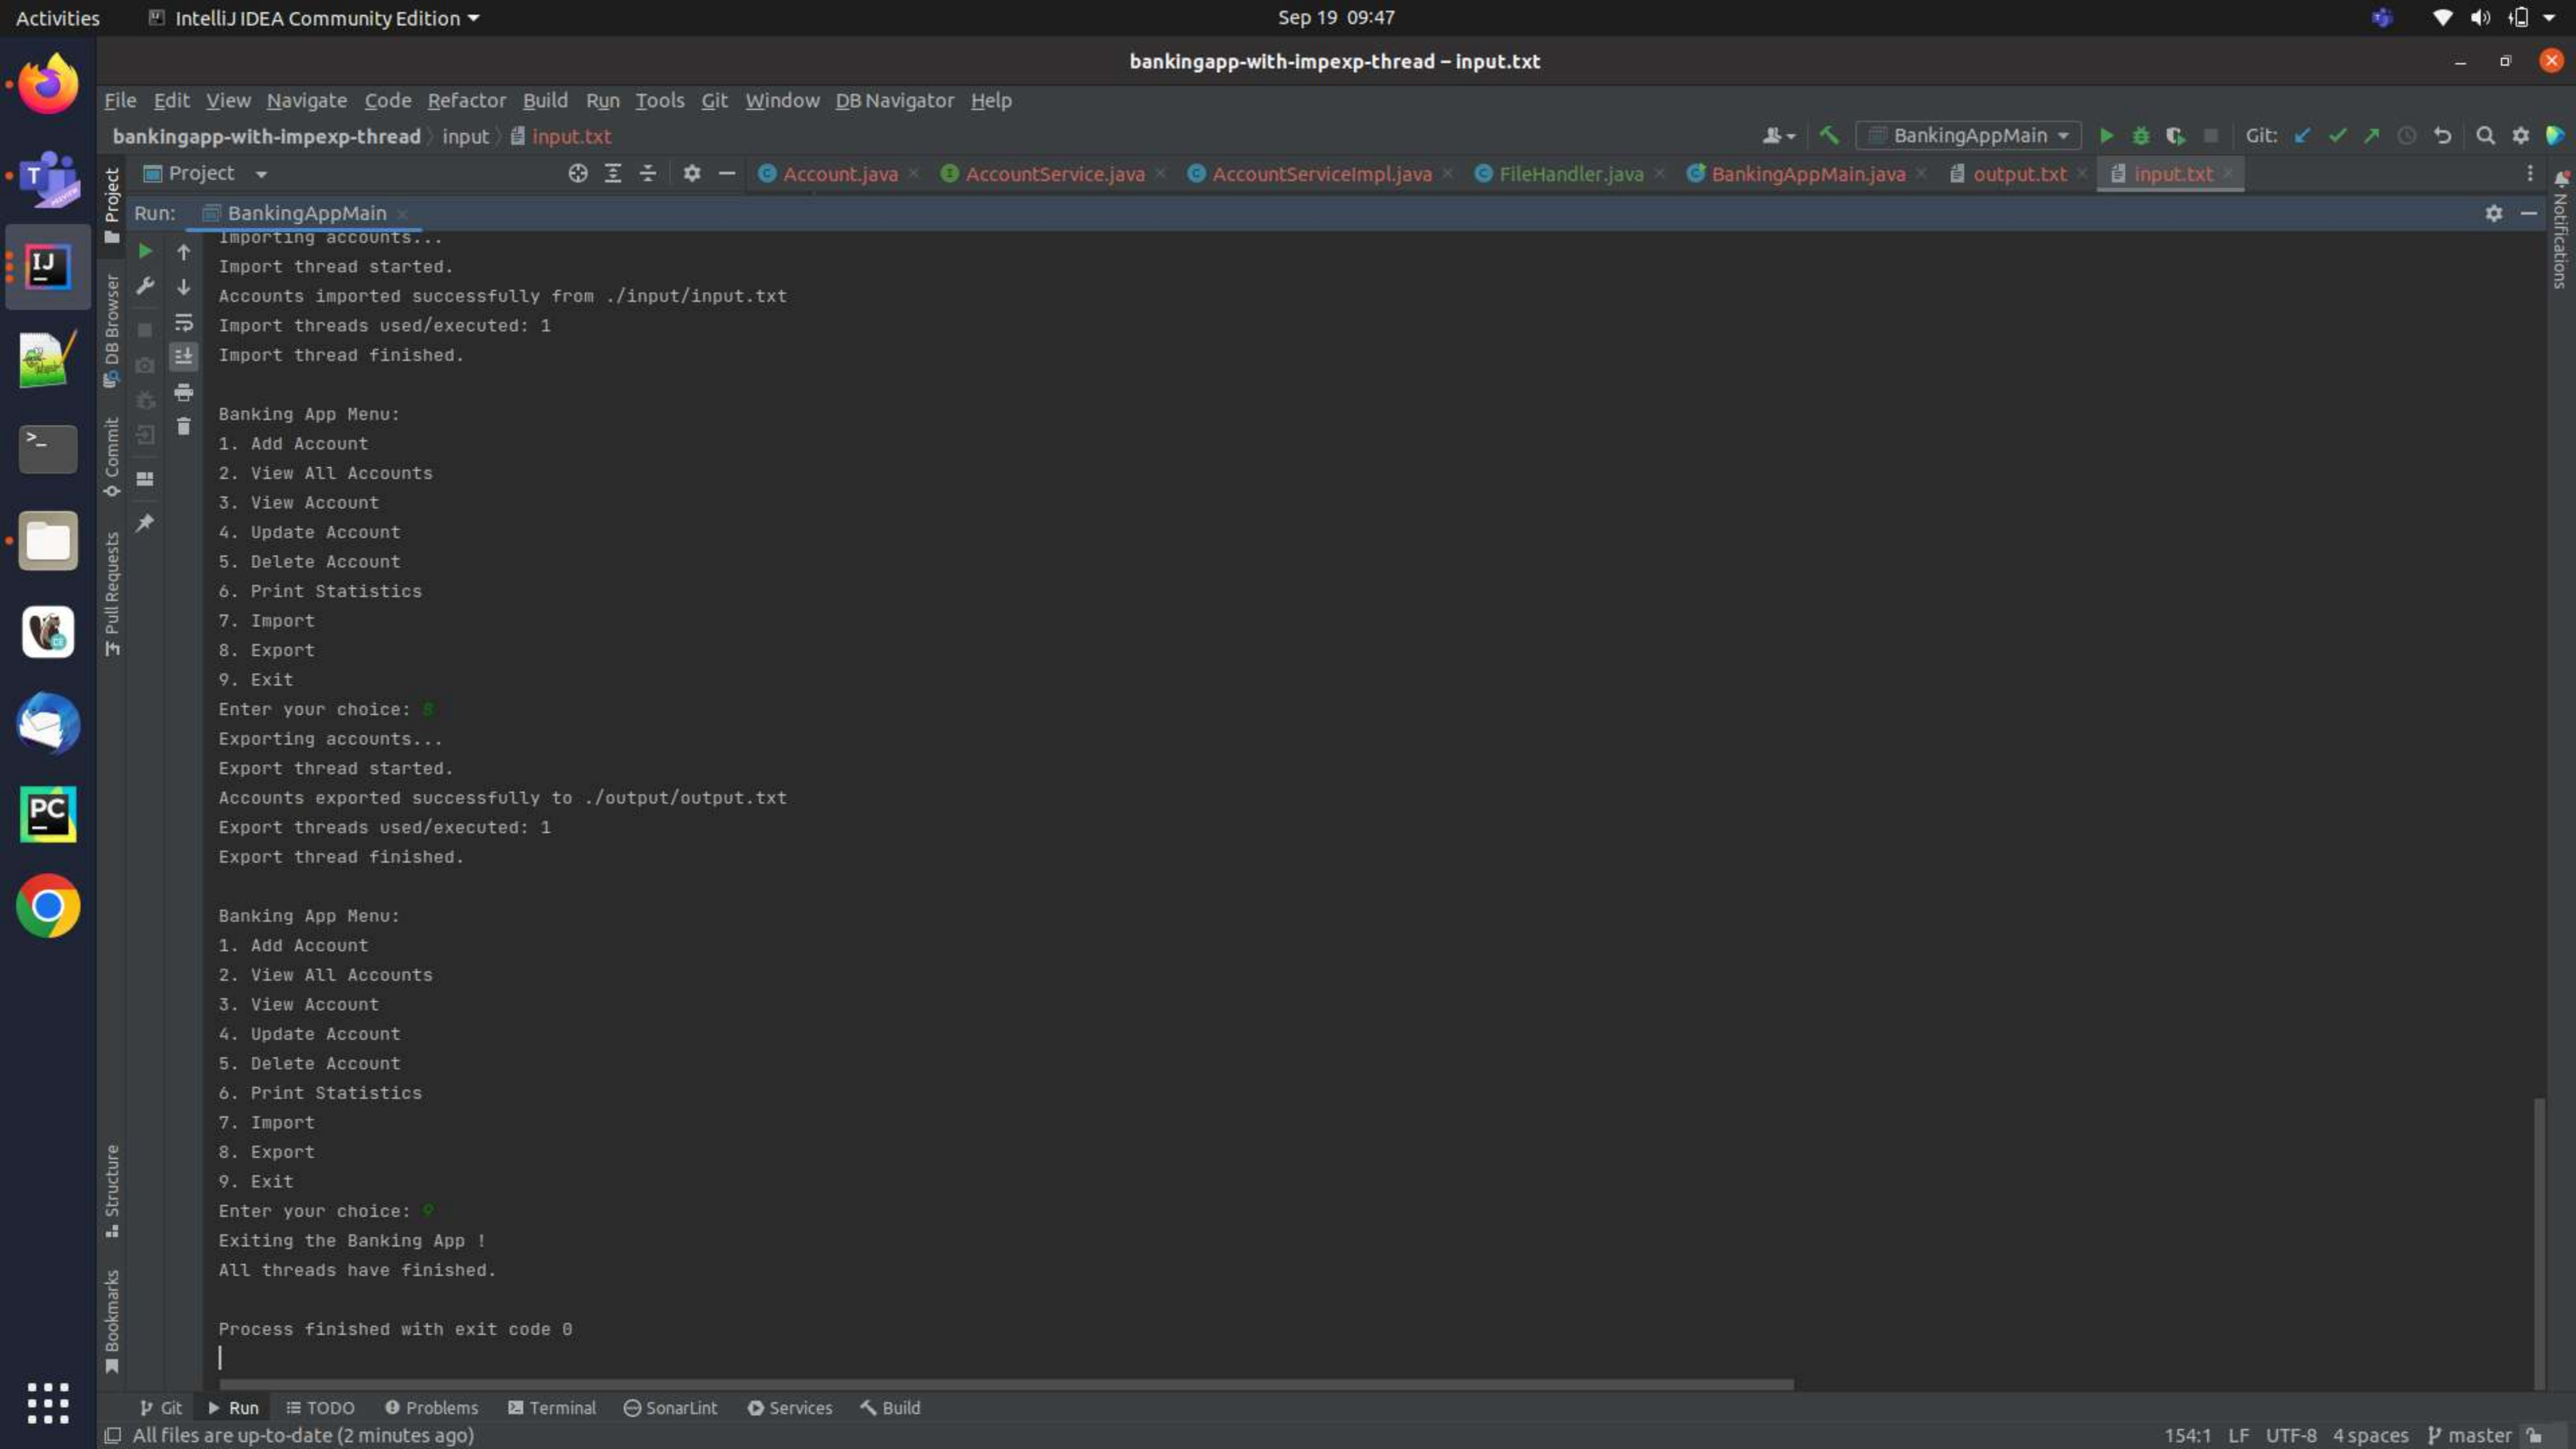 Activities IntelliJ IDEA Community Edition Sep 19 09:47
bankingapp-with-impexp-thread – input.txt
File Edit View Navigate Code Refactor Build Run Tools Git Window DB Navigator Help
bankingapp-with-impexp-thread input input.txt BankingAppMain Git:
Project Account.java AccountService.java AccountServiceImpl.java FileHandler.java BankingAppMain.java output.txt input.txt
Run: BankingAppMain
Importing accounts...
Import thread started.
Accounts imported successfully from ./input/input.txt
Import threads used/executed: 1
Import thread finished.
Banking App Menu:
1. Add Account
2. View All Accounts
3. View Account
4. Update Account
5. Delete Account
6. Print Statistics
7. Import
8. Export
9. Exit
Enter your choice: 8
Exporting accounts...
Export thread started.
Accounts exported successfully to ./output/output.txt
Export threads used/executed: 1
Export thread finished.
Banking App Menu:
1. Add Account
2. View All Accounts
3. View Account
4. Update Account
5. Delete Account
6. Print Statistics
7. Import
8. Export
9. Exit
Enter your choice: 9
Exiting the Banking App !
All threads have finished.
Process finished with exit code 0
Project
DB Browser
Commit
Pull Requests
Structure
Bookmarks
Notifications
IJ
PC
Git Run TODO Problems Terminal SonarLint Services Build
All files are up-to-date (2 minutes ago) 154:1 LF UTF-8 4 spaces master